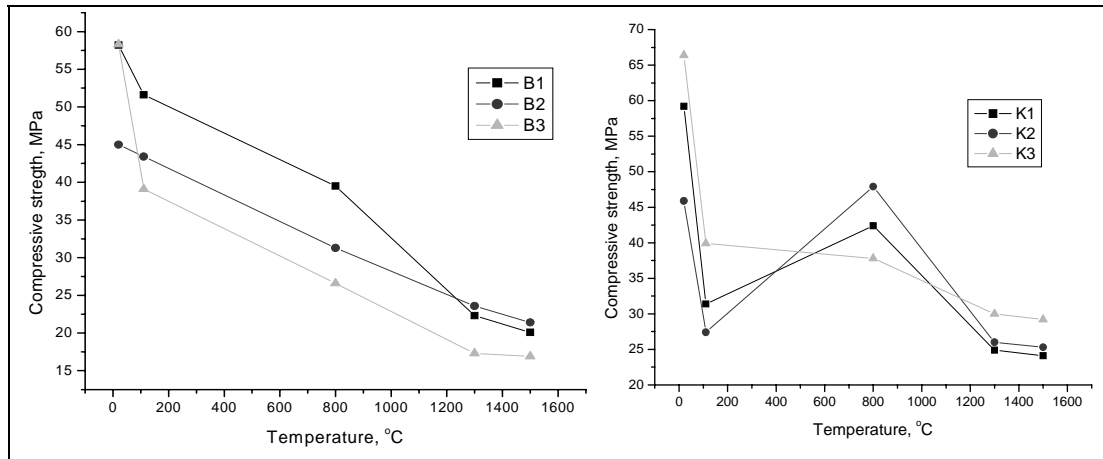 60
55
50
45
40
35
30
25
20
15
Compressive stregth, MPa
B1
B2
B3
0 200 400 600 800 1000 1200 1400 1600
Temperature, °C
70
65
60
55
50
45
40
35
30
25
20
Compressive strength, MPa
K1
K2
K3
0 200 400 600 800 1000 1200 1400 1600
Temperature, °C